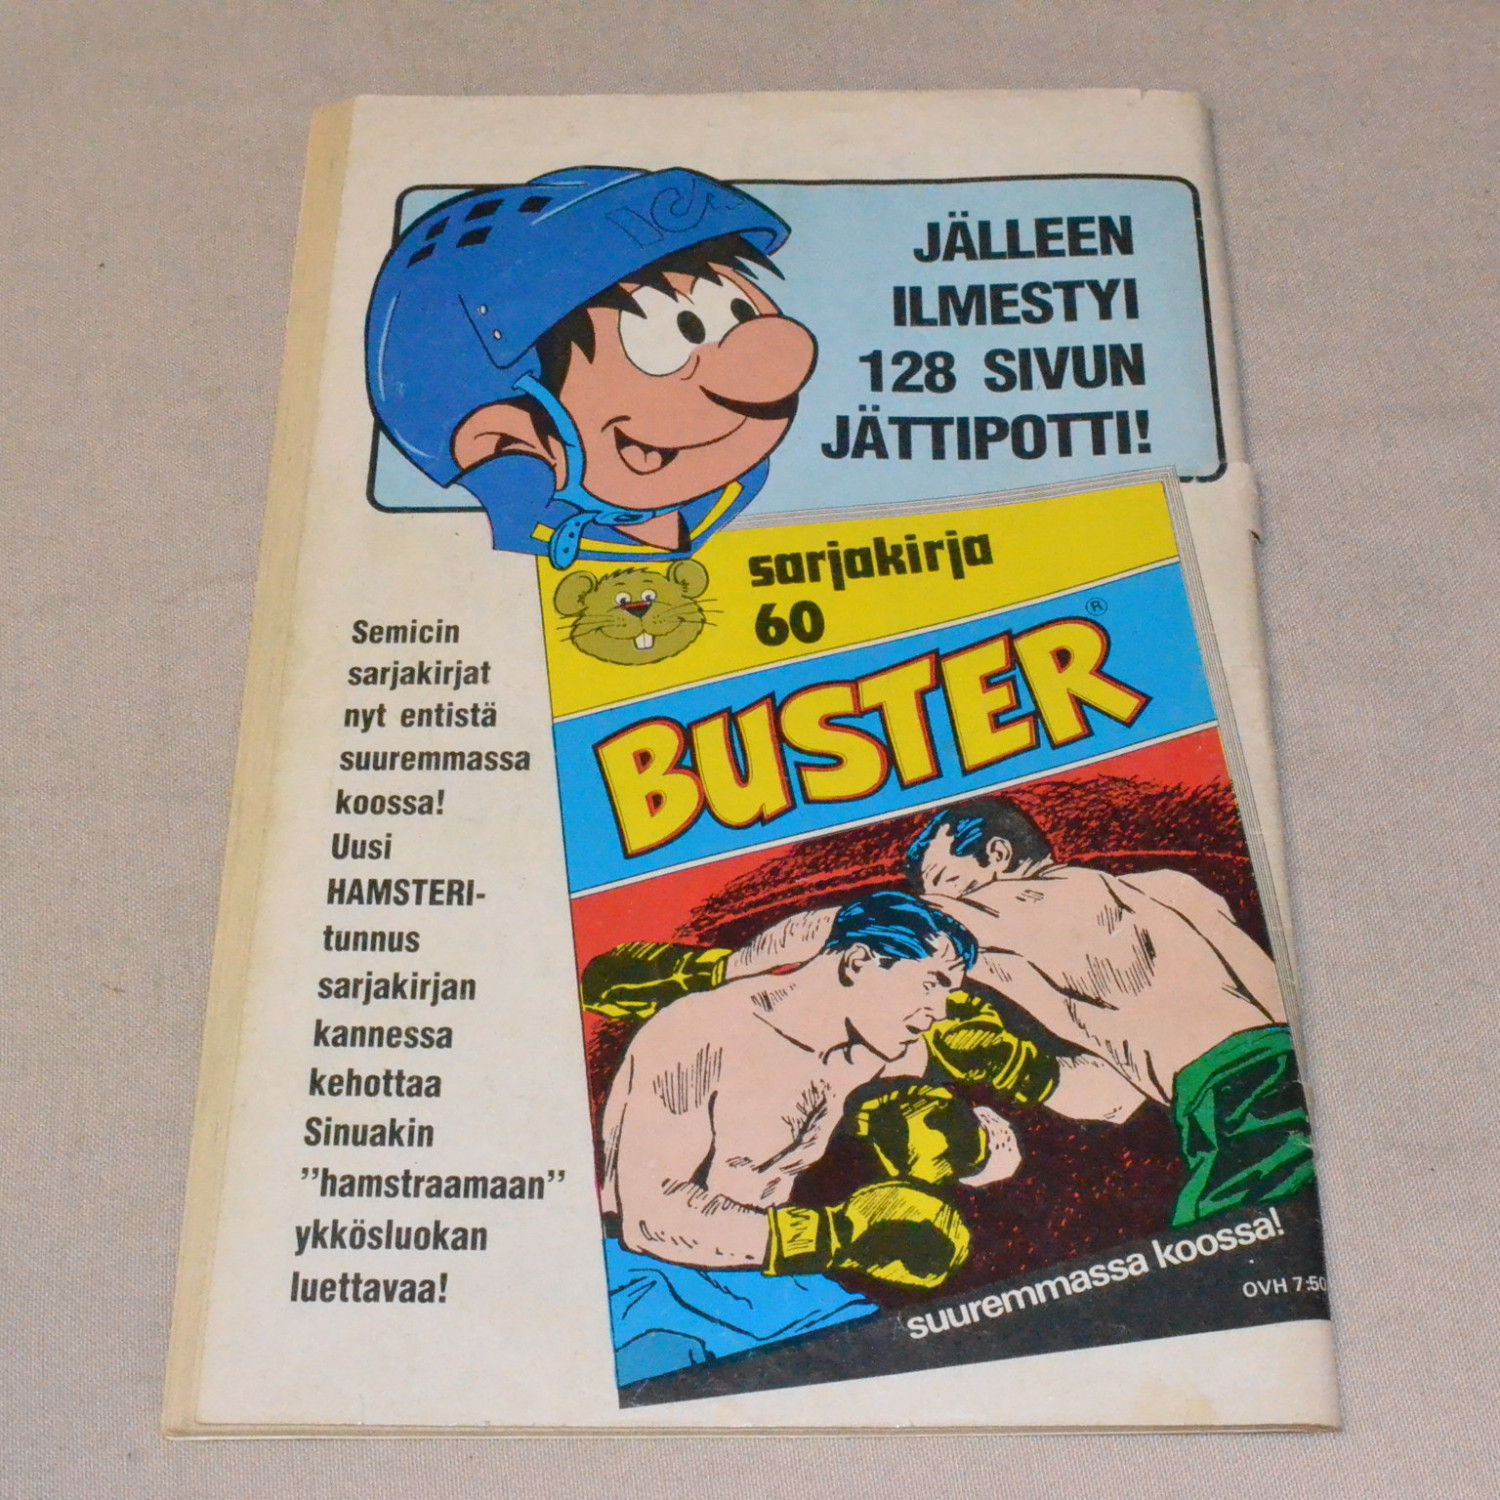 JÄLLEEN
ILMESTYI
128 SIVUN
JÄTTIPOTTI!
Semicin
sarjakirjat
nyt entistä
suuremmassa
koossa!
Uusi
HAMSTERI-
tunnus
sarjakirjan
kannessa
kehottaa
Sinuakin
”hamstraamaan”
ykkösluokan
luettavaa!
sarjakirja
60
BUSTER ®
suuremmassa koossa!
OVH 7:50